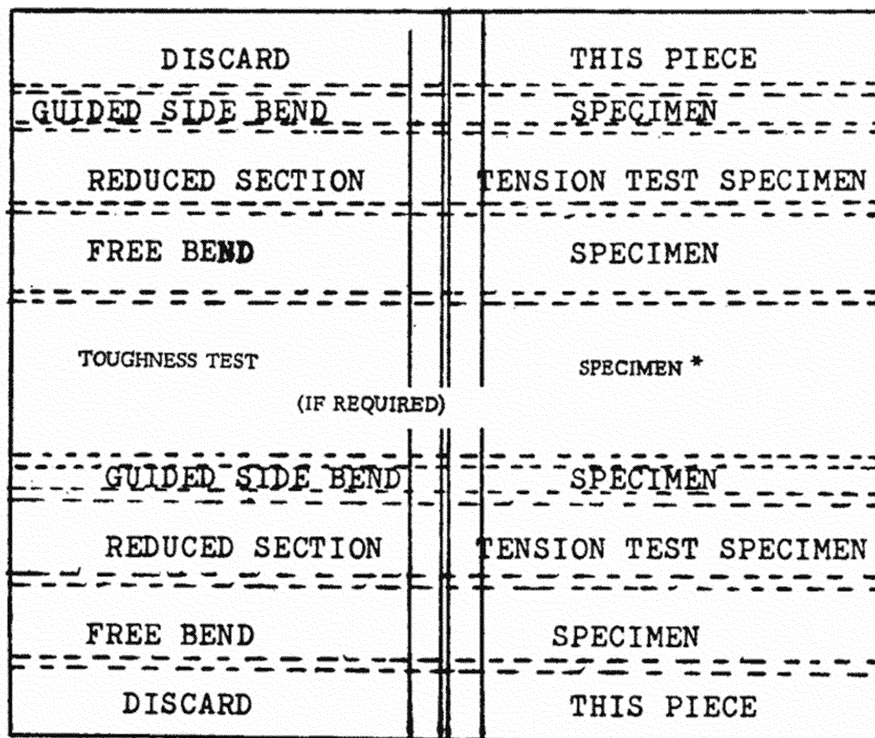 DISCARD THIS PIECE
GUIDED SIDE BEND SPECIMEN
REDUCED SECTION TENSION TEST SPECIMEN
FREE BEND SPECIMEN
TOUGHNESS TEST SPECIMEN *
(IF REQUIRED)
GUIDED SIDE BEND SPECIMEN
REDUCED SECTION TENSION TEST SPECIMEN
FREE BEND SPECIMEN
DISCARD THIS PIECE